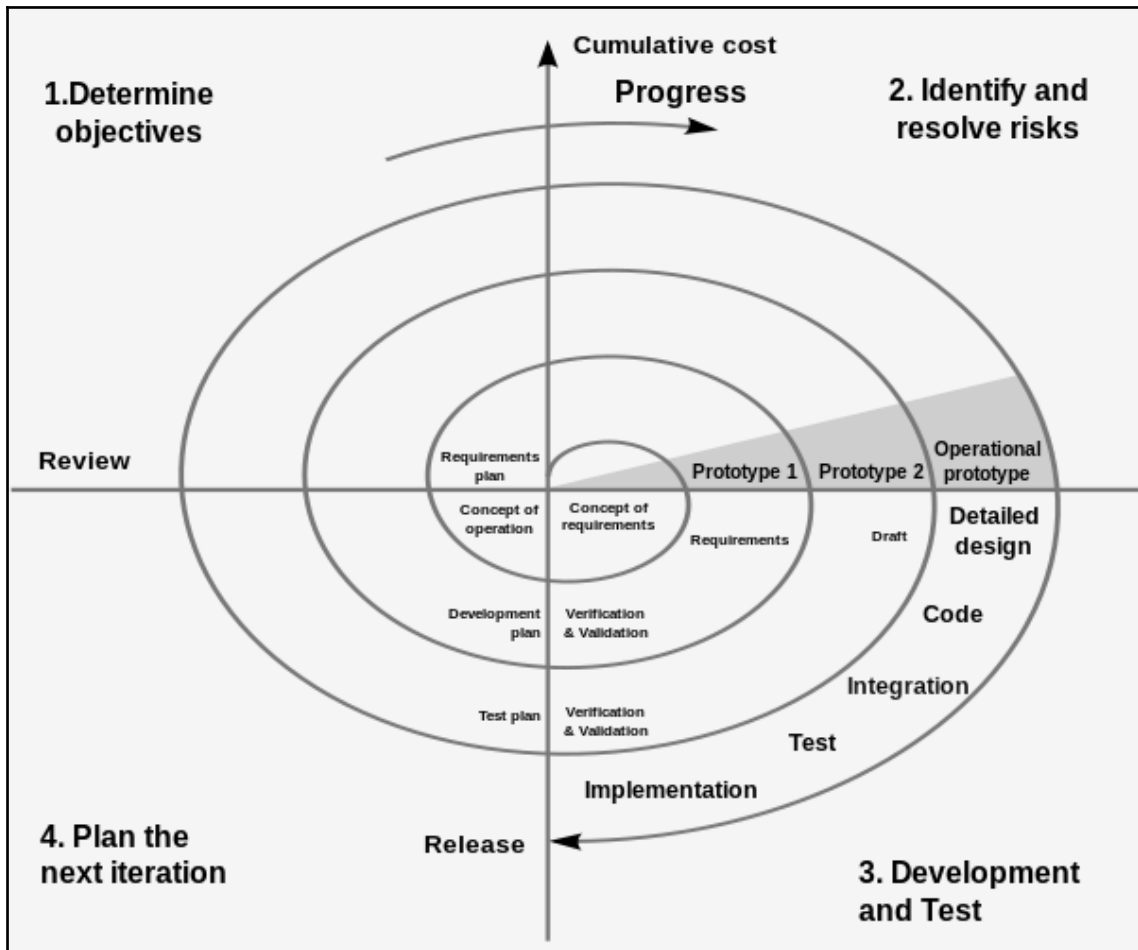 Cumulative cost
Progress
1.Determine
objectives
2. Identify and
resolve risks
Review
Requirements
plan
Prototype 1
Prototype 2
Operational
prototype
Concept of
operation
Concept of
requirements
Requirements
Draft
Detailed
design
Development
plan
Verification
& Validation
Code
Integration
Test plan
Verification
& Validation
Test
Implementation
Release
4. Plan the
next iteration
3. Development
and Test